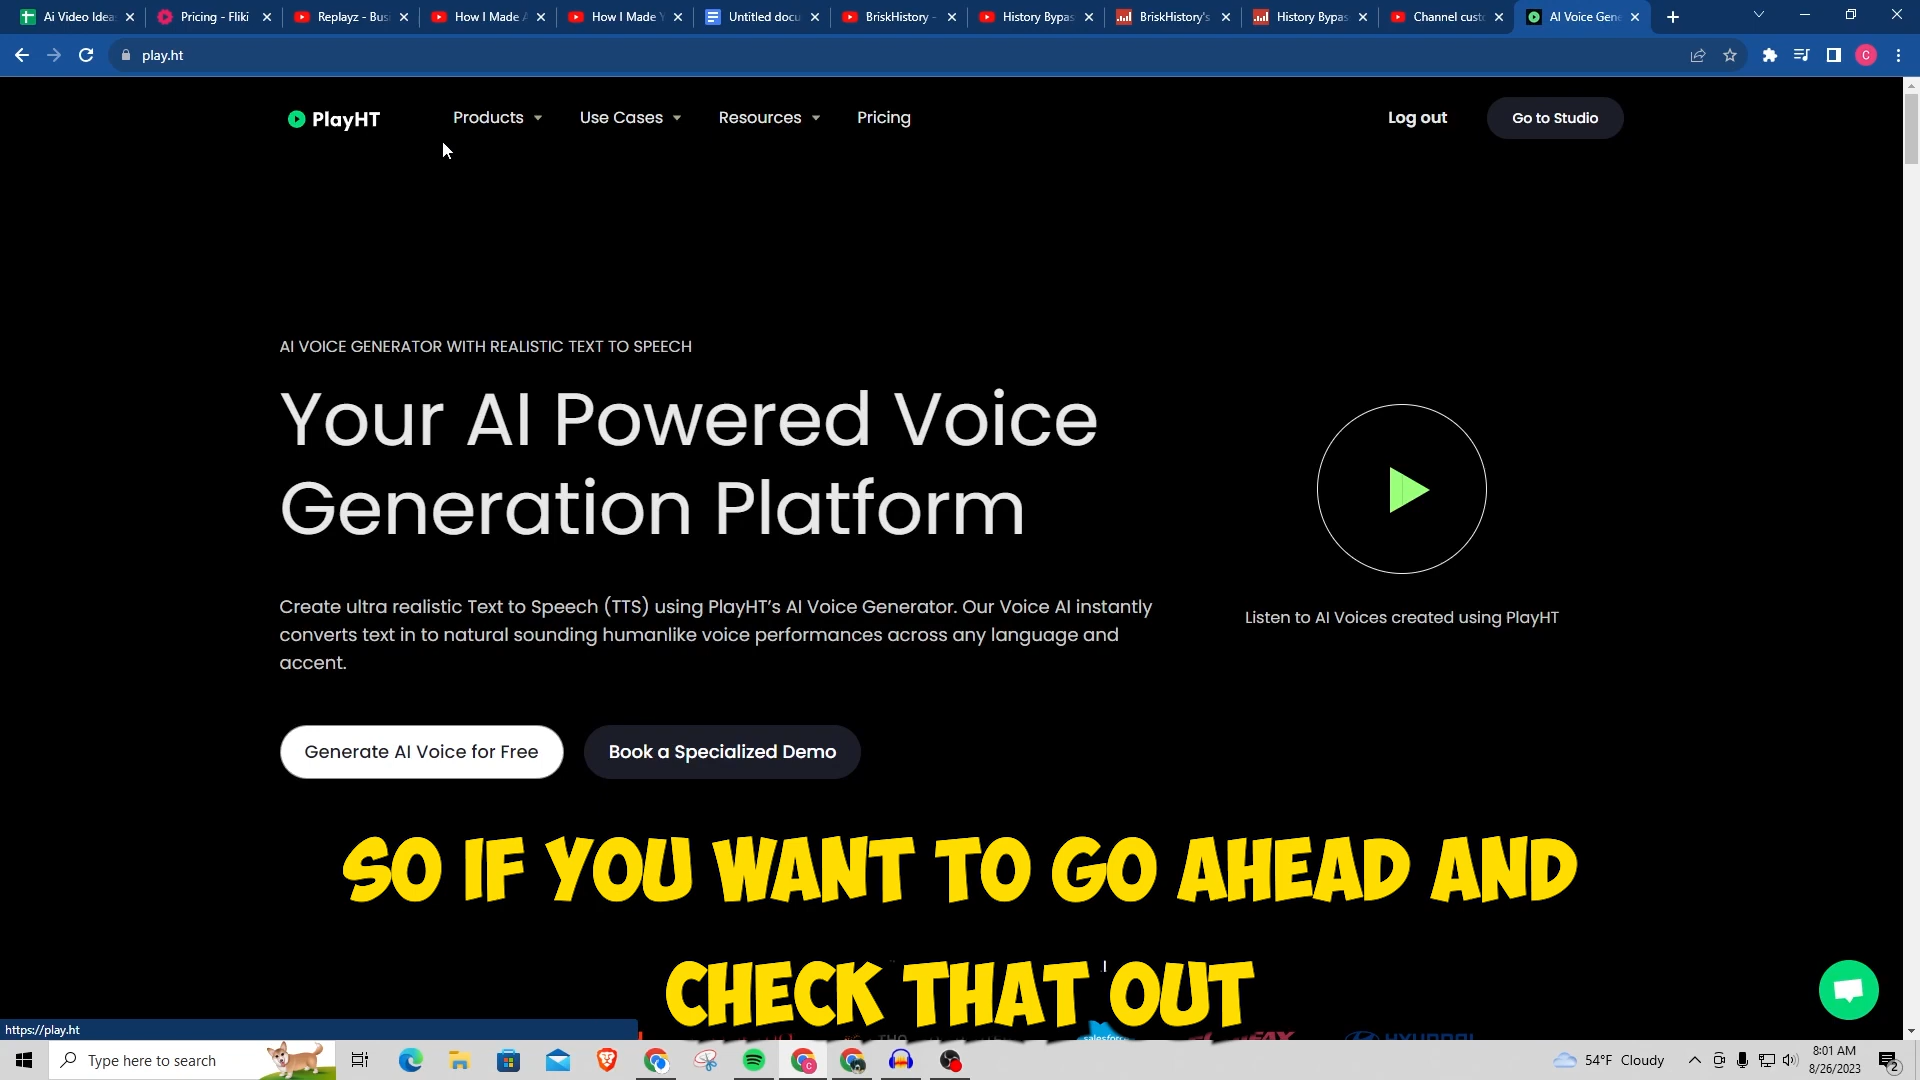 Ai Video Idea
Pricing - Fliki
Replayz - Bus
How I Made A
How I Made Y
Untitled docu
BriskHistory -
History Bypas
BriskHistory's
History Bypas
Channel cust
AI Voice Gene
play.ht
C
PlayHT
Products
Use Cases
Resources
Pricing
Log out
Go to Studio
AI VOICE GENERATOR WITH REALISTIC TEXT TO SPEECH
Your AI Powered Voice
Generation Platform
Create ultra realistic Text to Speech (TTS) using PlayHT’s AI Voice Generator. Our Voice AI instantly
converts text in to natural sounding humanlike voice performances across any language and
accent.
Listen to AI Voices created using PlayHT
Generate AI Voice for Free
Book a Specialized Demo
SO IF YOU WANT TO GO AHEAD AND
CHECK THAT OUT
https://play.ht
salesforce
HYUNDAI
Type here to search
54°F Cloudy
8:01 AM
8/26/2023
2